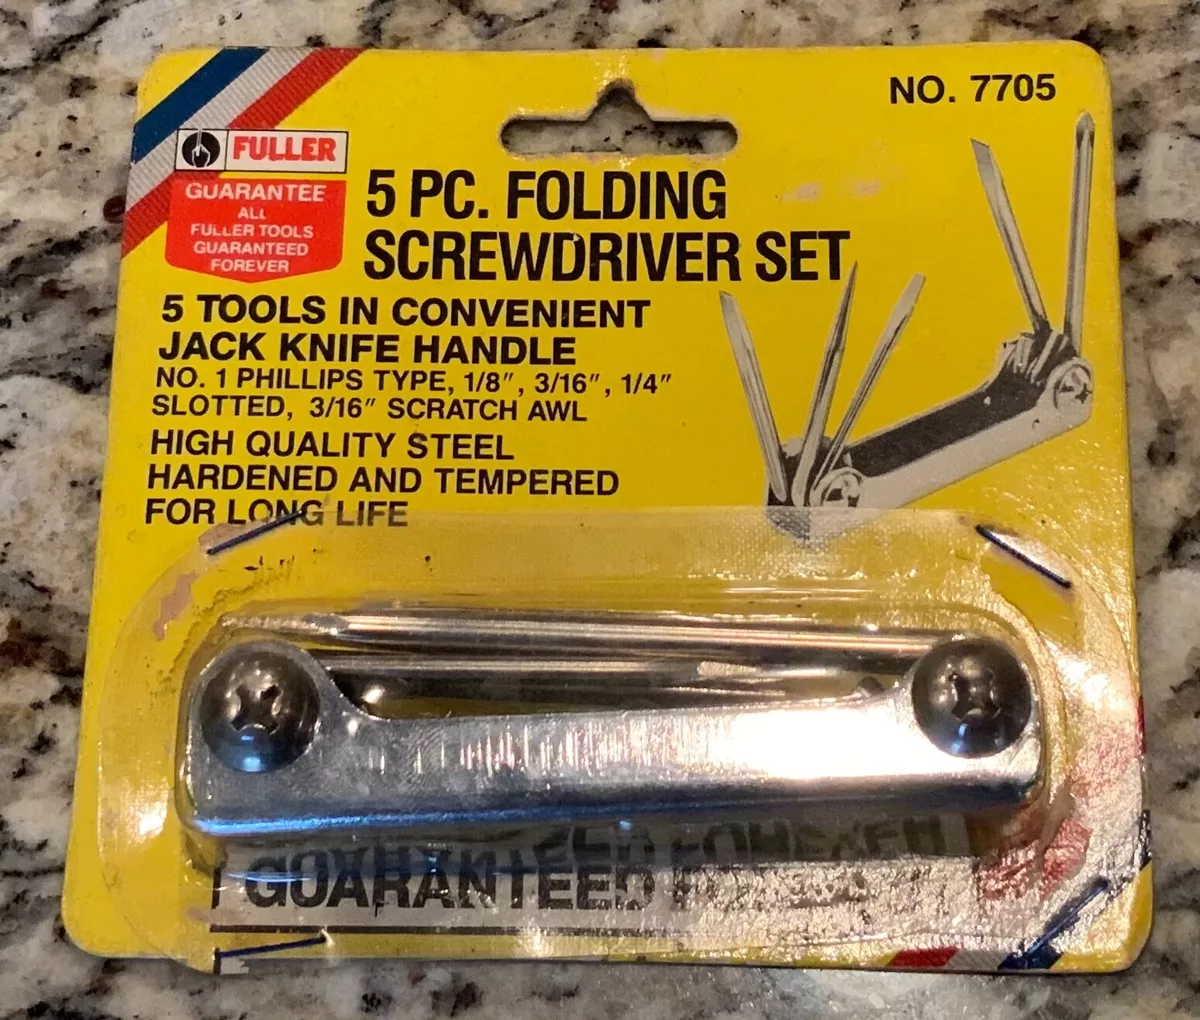 NO. 7705
FULLER
GUARANTEE
ALL
FULLER TOOLS
GUARANTEED
FOREVER
5 PC. FOLDING
SCREWDRIVER SET
5 TOOLS IN CONVENIENT
JACK KNIFE HANDLE
NO. 1 PHILLIPS TYPE, 1/8", 3/16", 1/4"
SLOTTED, 3/16" SCRATCH AWL
HIGH QUALITY STEEL
HARDENED AND TEMPERED
FOR LONG LIFE
GUARANTEED FOREVER